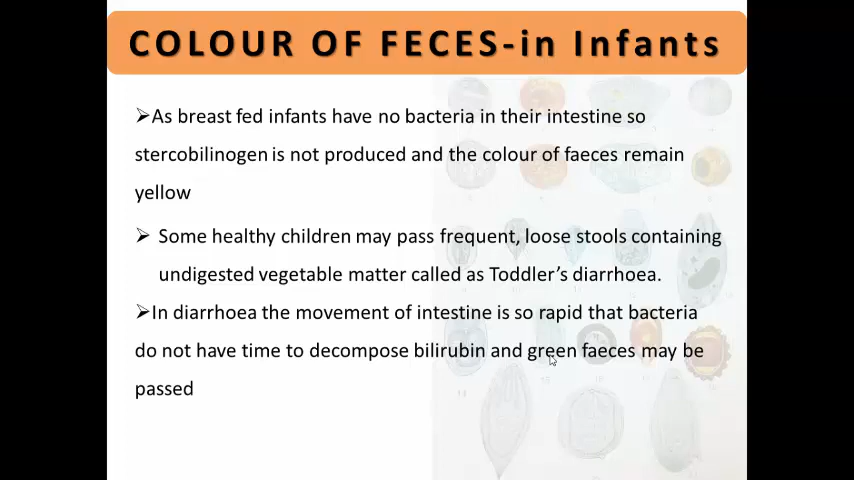 COLOUR OF FECES-in Infants
➢As breast fed infants have no bacteria in their intestine so
stercobilinogen is not produced and the colour of faeces remain
yellow
➢ Some healthy children may pass frequent, loose stools containing
undigested vegetable matter called as Toddler's diarrhoea.
➢In diarrhoea the movement of intestine is so rapid that bacteria
do not have time to decompose bilirubin and green faeces may be
passed